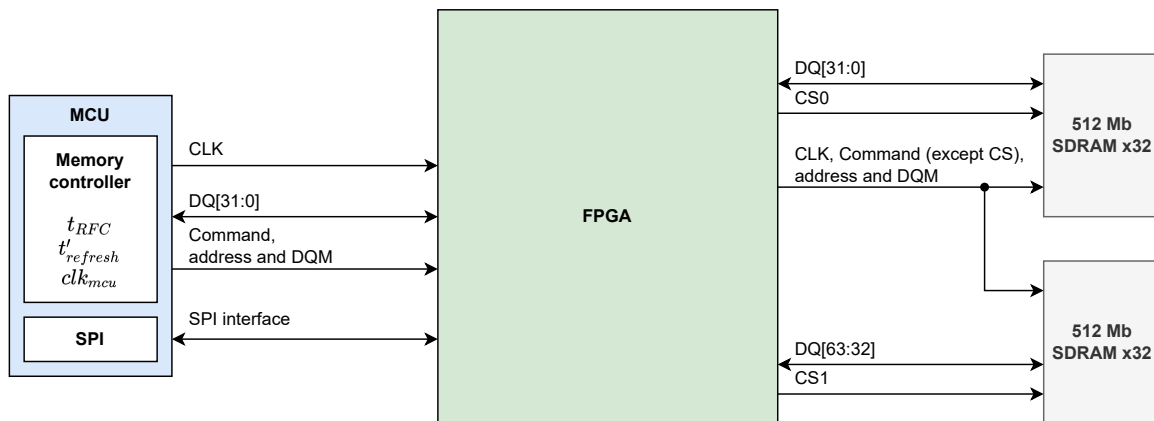 MCU
Memory
controller
t_{RFC}
t'_{refresh}
clk_{mcu}
SPI
CLK
DQ[31:0]
Command,
address and DQM
SPI interface
FPGA
DQ[31:0]
CS0
CLK, Command (except CS),
address and DQM
DQ[63:32]
CS1
512 Mb
SDRAM x32
512 Mb
SDRAM x32